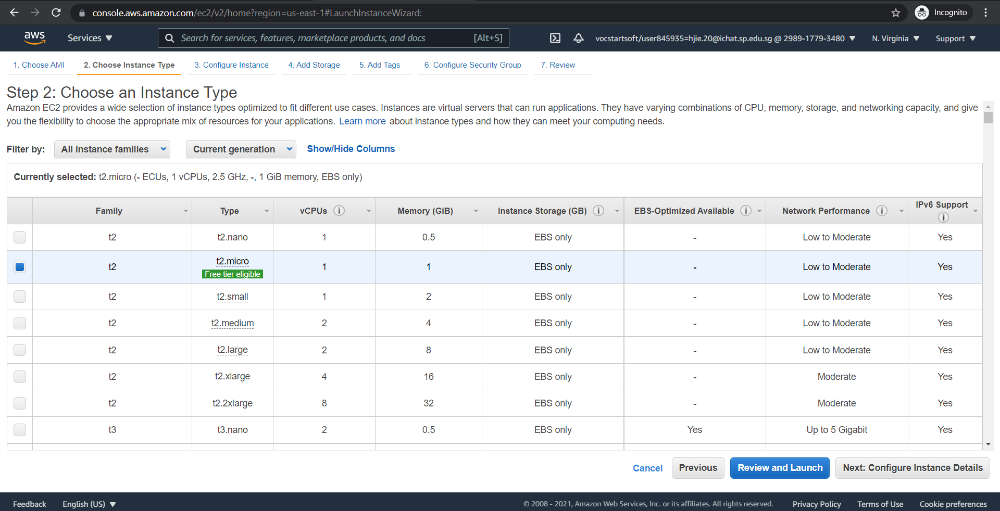 console.aws.amazon.com/ec2/v2/home?region=us-east-1#LaunchInstanceWizard: Incognito
aws Services Search for services, features, marketplace products, and docs [Alt+S] vocstartsoft/user845935=hjie.20@ichat.sp.edu.sg @ 2989-1779-3480 N. Virginia Support
1. Choose AMI 2. Choose Instance Type 3. Configure Instance 4. Add Storage 5. Add Tags 6. Configure Security Group 7. Review
Step 2: Choose an Instance Type
Amazon EC2 provides a wide selection of instance types optimized to fit different use cases. Instances are virtual servers that can run applications. They have varying combinations of CPU, memory, storage, and networking capacity, and give
you the flexibility to choose the appropriate mix of resources for your applications. Learn more about instance types and how they can meet your computing needs.
Filter by: All instance families Current generation Show/Hide Columns
Currently selected: t2.micro (- ECUs, 1 vCPUs, 2.5 GHz, -, 1 GiB memory, EBS only)
Family Type vCPUs Memory (GiB) Instance Storage (GB) EBS-Optimized Available Network Performance IPv6 Support
t2 t2.nano 1 0.5 EBS only - Low to Moderate Yes
t2 t2.micro 1 1 EBS only - Low to Moderate Yes
Free tier eligible
t2 t2.small 1 2 EBS only - Low to Moderate Yes
t2 t2.medium 2 4 EBS only - Low to Moderate Yes
t2 t2.large 2 8 EBS only - Low to Moderate Yes
t2 t2.xlarge 4 16 EBS only - Moderate Yes
t2 t2.2xlarge 8 32 EBS only - Moderate Yes
t3 t3.nano 2 0.5 EBS only Yes Up to 5 Gigabit Yes
Cancel Previous Review and Launch Next: Configure Instance Details
Feedback English (US) © 2008 - 2021, Amazon Web Services, Inc. or its affiliates. All rights reserved. Privacy Policy Terms of Use Cookie preferences